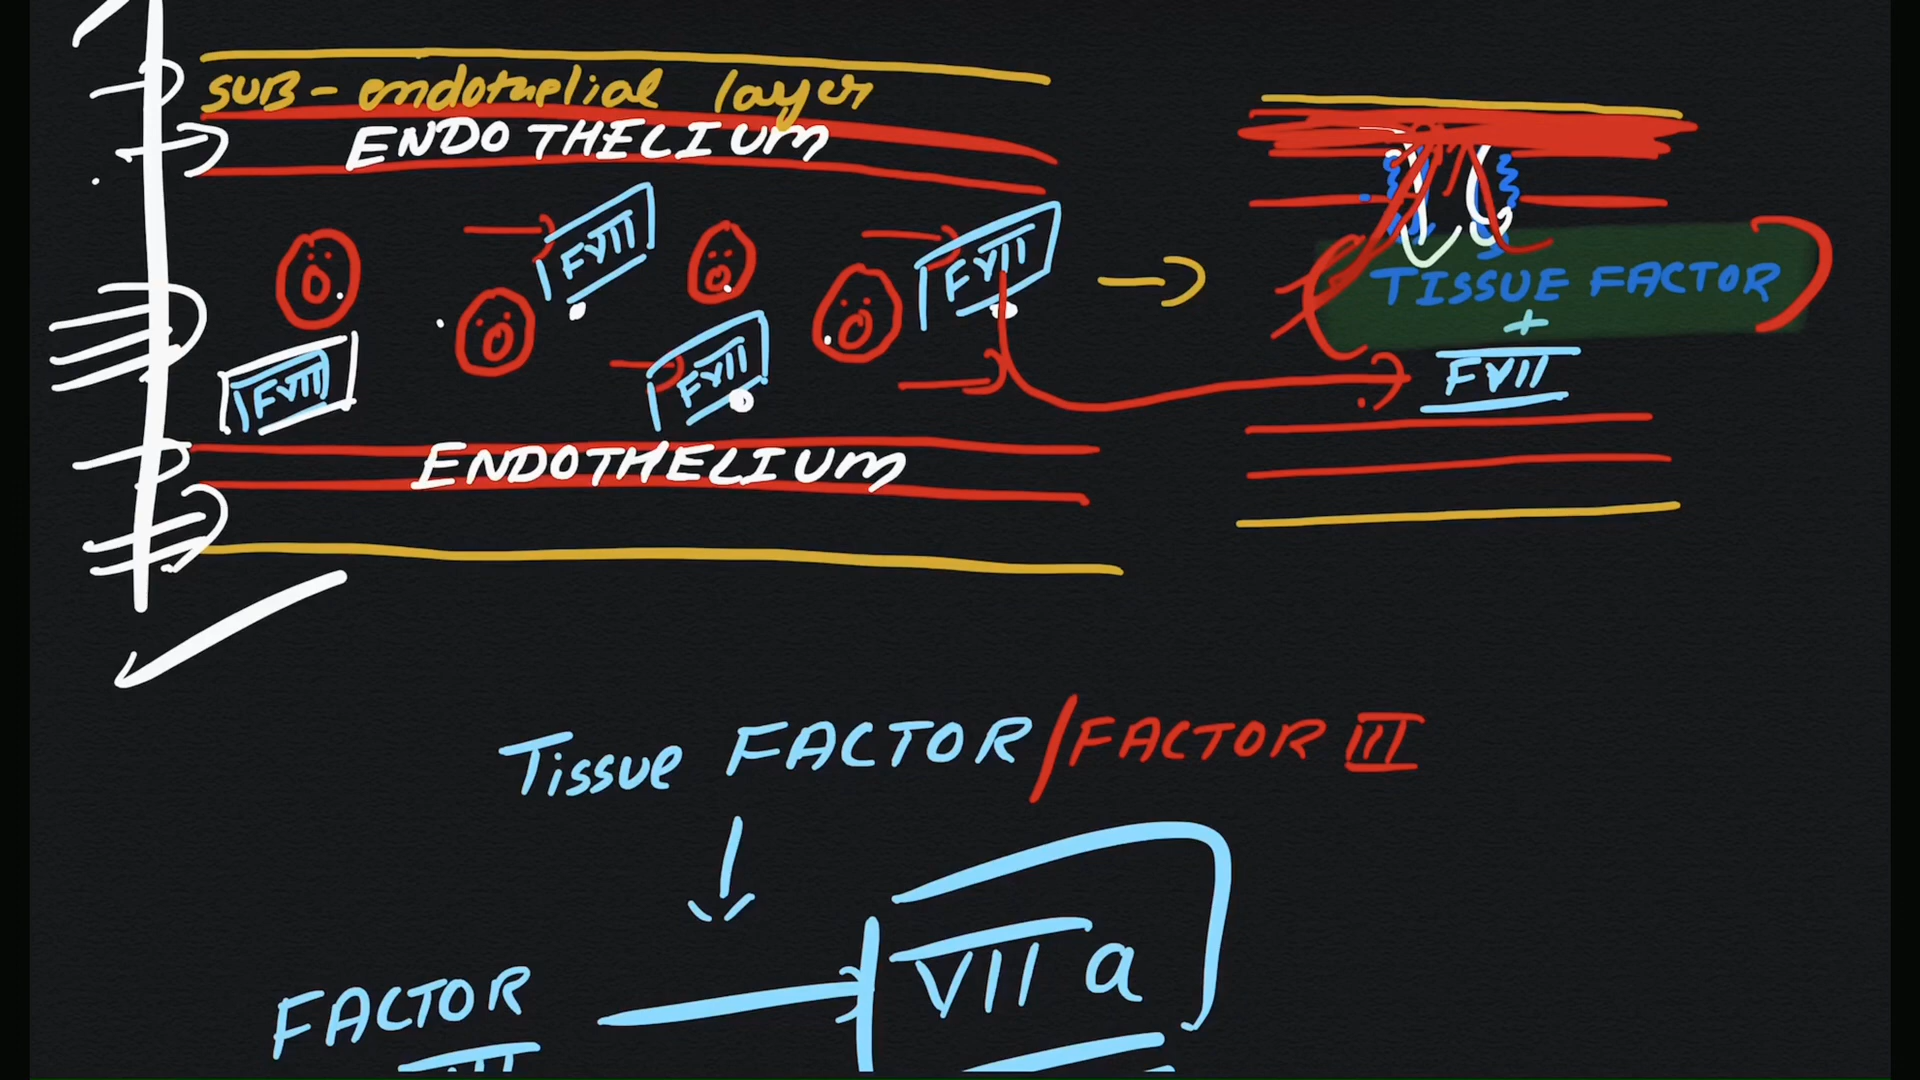 SUB - endothelial layer
ENDOTHELIUM
FVII
FVII
FVII
FVII
ENDOTHELIUM
TISSUE FACTOR
+
FVII
Tissue FACTOR / FACTOR III
FACTOR
VII a